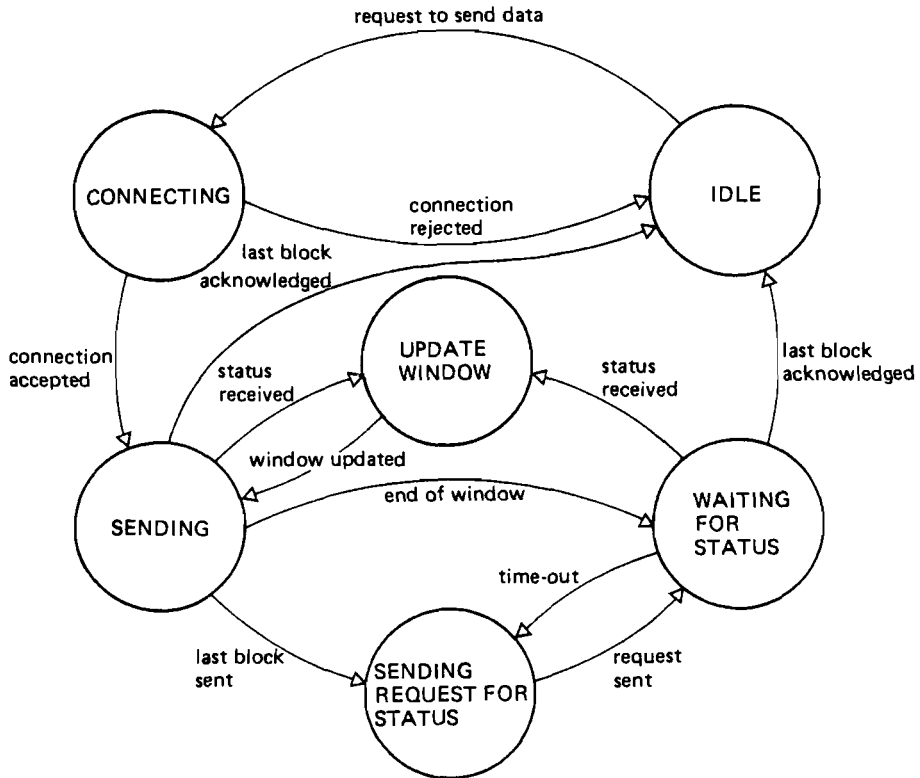 request to send data
CONNECTING
IDLE
connection
rejected
last block
acknowledged
connection
accepted
UPDATE
WINDOW
status
received
status
received
last block
acknowledged
window updated
end of window
SENDING
WAITING
FOR
STATUS
time-out
last block
sent
SENDING
REQUEST FOR
STATUS
request
sent